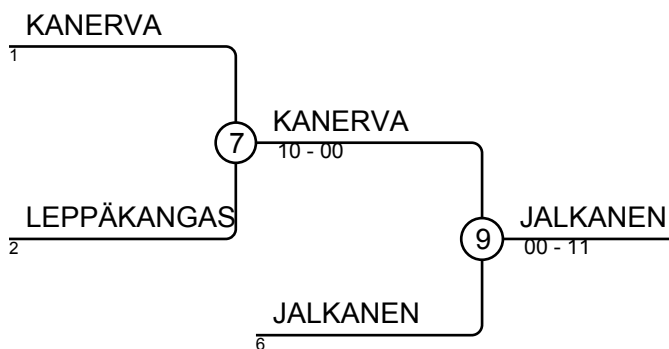 KANERVA
1
7
KANERVA
10 - 00
LEPPÄKANGAS
2
9
JALKANEN
00 - 11
JALKANEN
6